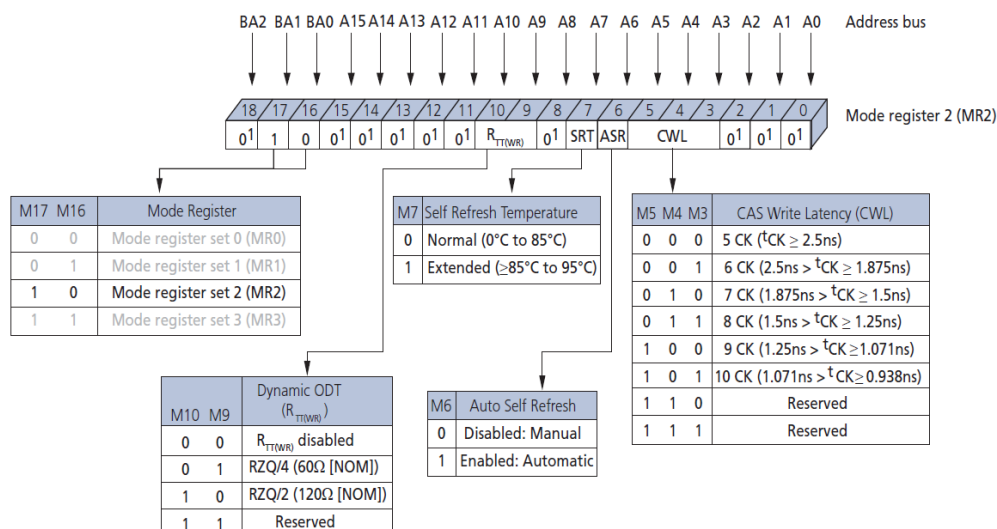 BA2 BA1 BA0 A15 A14 A13 A12 A11 A10 A9 A8 A7 A6 A5 A4 A3 A2 A1 A0 Address bus
18 17 16 15 14 13 12 11 10 9 8 7 6 5 4 3 2 1 0 Mode register 2 (MR2)
0¹ 1 0 0¹ 0¹ 0¹ 0¹ 0¹ R_TT(WR) 0¹ SRT ASR CWL 0¹ 0¹ 0¹
M17 M16 Mode Register
0 0 Mode register set 0 (MR0)
0 1 Mode register set 1 (MR1)
1 0 Mode register set 2 (MR2)
1 1 Mode register set 3 (MR3)
M7 Self Refresh Temperature
0 Normal (0°C to 85°C)
1 Extended (≥85°C to 95°C)
M5 M4 M3 CAS Write Latency (CWL)
0 0 0 5 CK (ᵗCK ≥ 2.5ns)
0 0 1 6 CK (2.5ns > ᵗCK ≥ 1.875ns)
0 1 0 7 CK (1.875ns > ᵗCK ≥ 1.5ns)
0 1 1 8 CK (1.5ns > ᵗCK ≥ 1.25ns)
1 0 0 9 CK (1.25ns > ᵗCK ≥1.071ns)
1 0 1 10 CK (1.071ns > ᵗCK≥ 0.938ns)
1 1 0 Reserved
1 1 1 Reserved
M10 M9 Dynamic ODT
(R_TT(WR))
0 0 R_TT(WR) disabled
0 1 RZQ/4 (60Ω [NOM])
1 0 RZQ/2 (120Ω [NOM])
1 1 Reserved
M6 Auto Self Refresh
0 Disabled: Manual
1 Enabled: Automatic